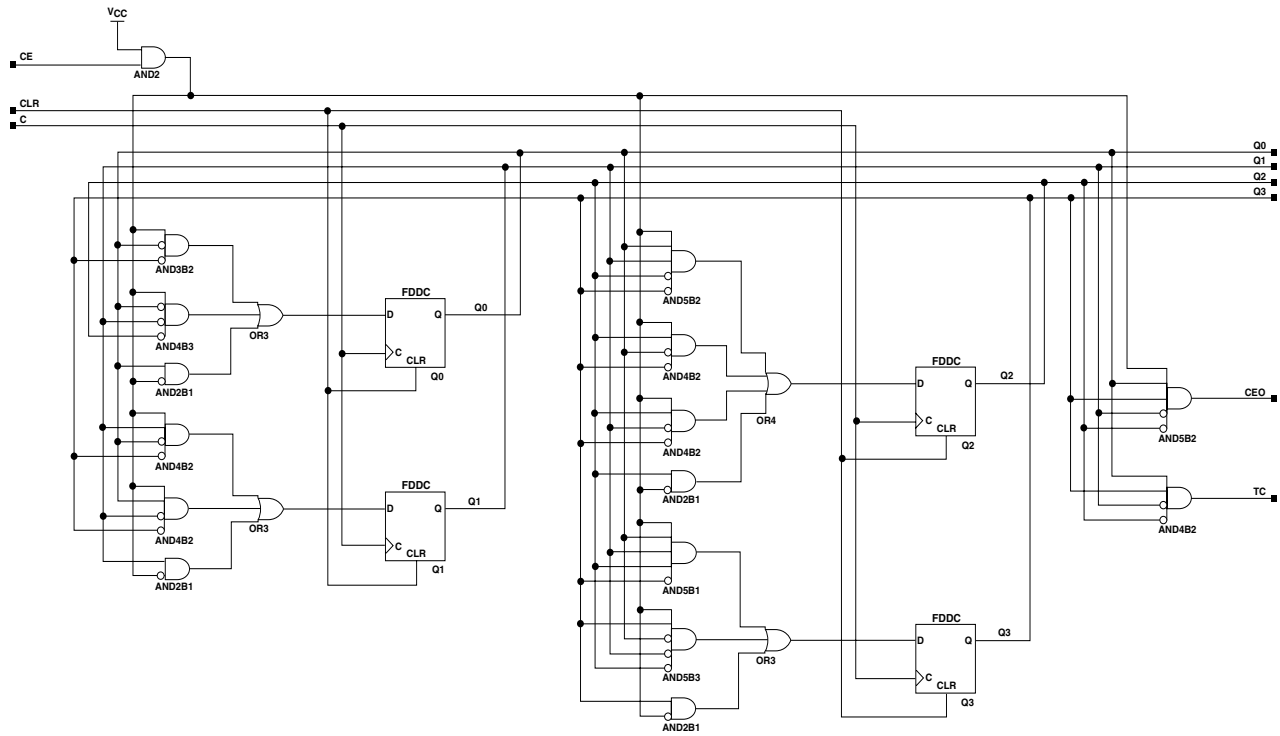 VCC
CE
AND2
CLR
C
Q0
Q1
Q2
Q3
AND3B2
AND4B3
AND2B1
OR3
FDDC
D
Q
C
CLR
Q0
Q0
AND4B2
AND4B2
AND2B1
OR3
FDDC
D
Q
C
CLR
Q1
Q1
AND5B2
AND4B2
AND4B2
AND2B1
OR4
FDDC
D
Q
C
CLR
Q2
Q2
AND5B1
AND5B3
AND2B1
OR3
FDDC
D
Q
C
CLR
Q3
Q3
CEO
AND5B2
TC
AND4B2